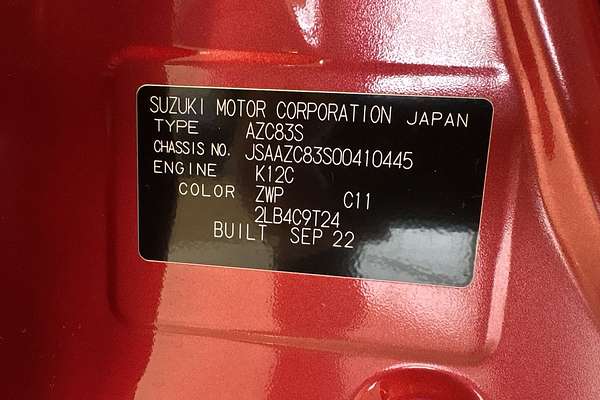 SUZUKI MOTOR CORPORATION JAPAN
TYPE AZC83S
CHASSIS NO. JSAAZC83S00410445
ENGINE K12C
COLOR ZWP C11
2LB4C9T24
BUILT SEP 22